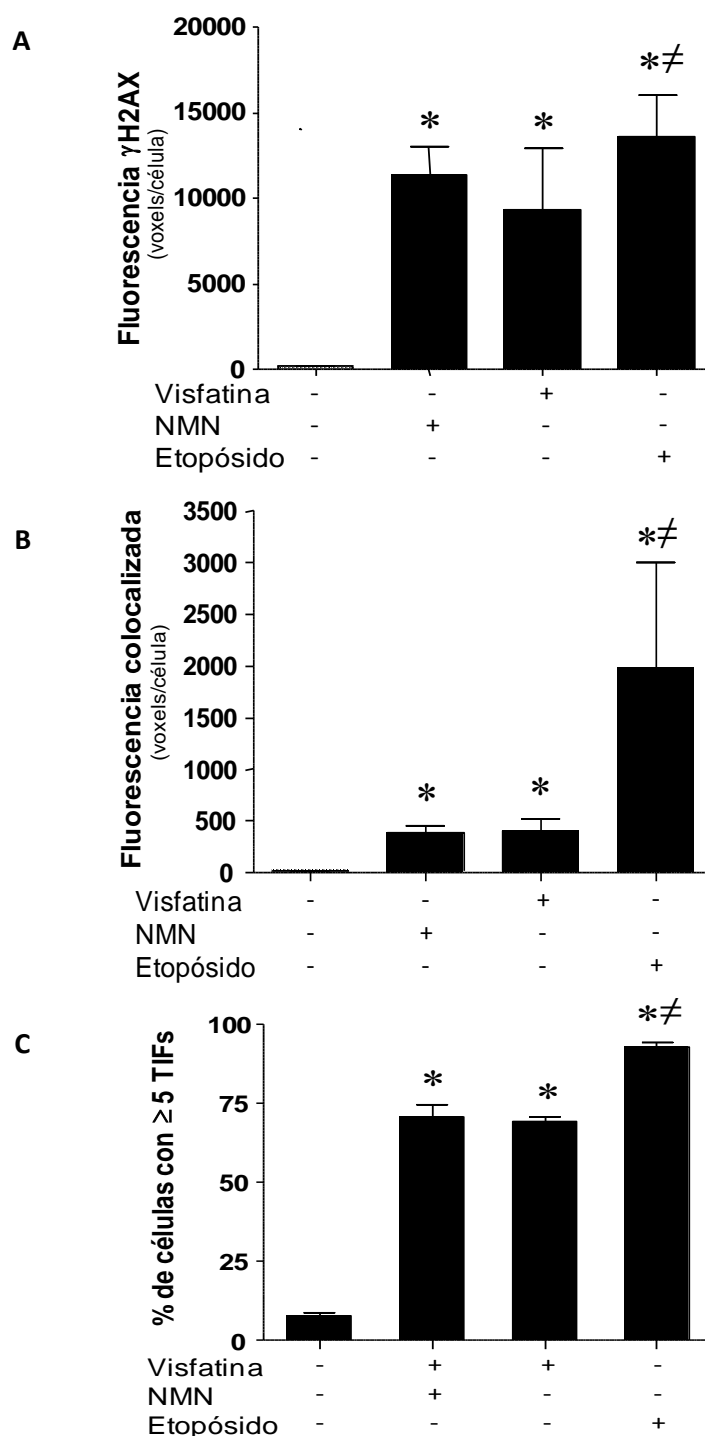 A
Fluorescencia γH2AX
(voxels/célula)
20000
15000
10000
5000
0
* * *≠
Visfatina - - + -
NMN - + - -
Etopósido - - - +
B
Fluorescencia colocalizada
(voxels/célula)
3500
3000
2500
2000
1500
1000
500
0
* * *≠
Visfatina - - + -
NMN - + - -
Etopósido - - - +
C
% de células con ≥ 5 TIFs
100
75
50
25
0
* * *≠
Visfatina - + + -
NMN - + - -
Etopósido - - - +